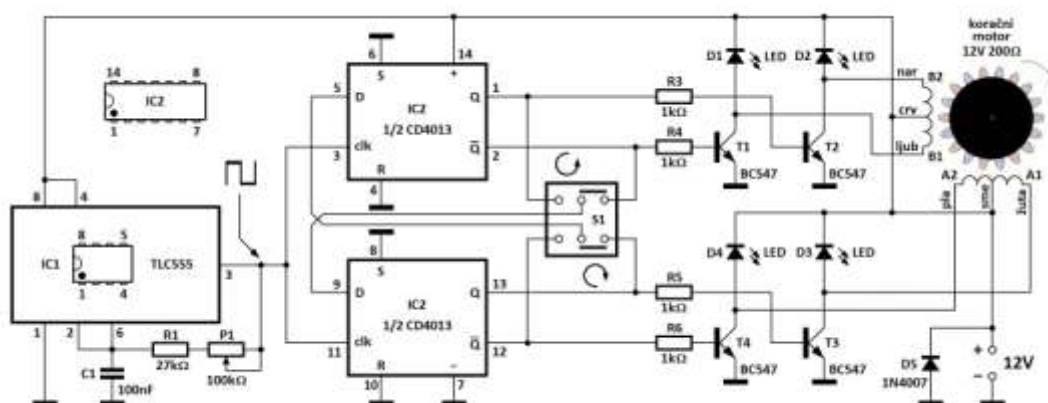 koračni
motor
12V 200Ω
6
14
D1
LED
D2
LED
nar
B2
14
8
IC2
1
7
5
D
S
+
Q
1
IC2
1/2 CD4013
3
clk
R
Q
2
4
R3
1kΩ
R4
1kΩ
T1
BC547
T2
BC547
crv
ljub
B1
A2
A1
pla
sme
žuta
S1
8
4
IC1
8
5
1
4
TLC555
3
1
2
6
R1
27kΩ
P1
100kΩ
C1
100nF
8
9
D
S
Q
13
IC2
1/2 CD4013
11
clk
R
–
Q
12
10
7
D4
LED
D3
LED
R5
1kΩ
R6
1kΩ
T4
BC547
T3
BC547
D5
1N4007
+
–
12V